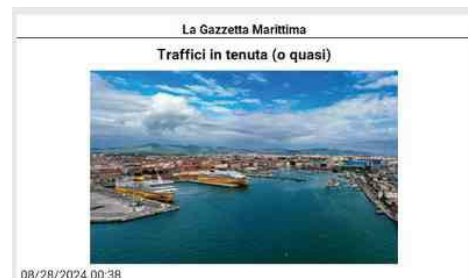 La Gazzetta Marittima
Traffici in tenuta (o quasi)
08/28/2024 00:38